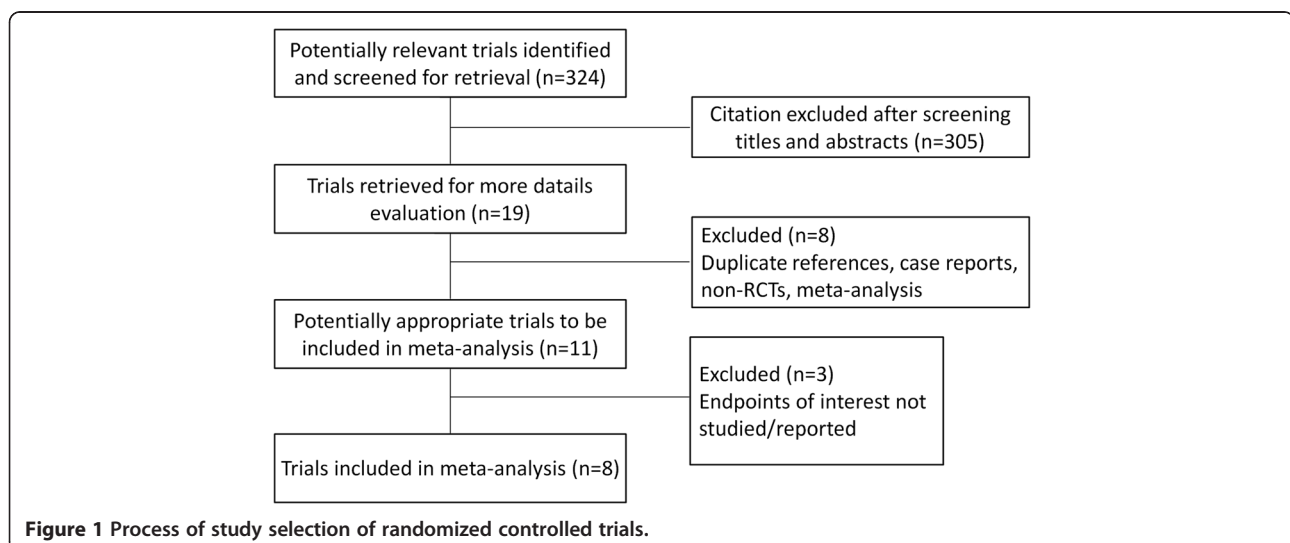 Potentially relevant trials identified
and screened for retrieval (n=324)
Citation excluded after screening
titles and abstracts (n=305)
Trials retrieved for more datails
evaluation (n=19)
Excluded (n=8)
Duplicate references, case reports,
non-RCTs, meta-analysis
Potentially appropriate trials to be
included in meta-analysis (n=11)
Excluded (n=3)
Endpoints of interest not
studied/reported
Trials included in meta-analysis (n=8)
Figure 1 Process of study selection of randomized controlled trials.